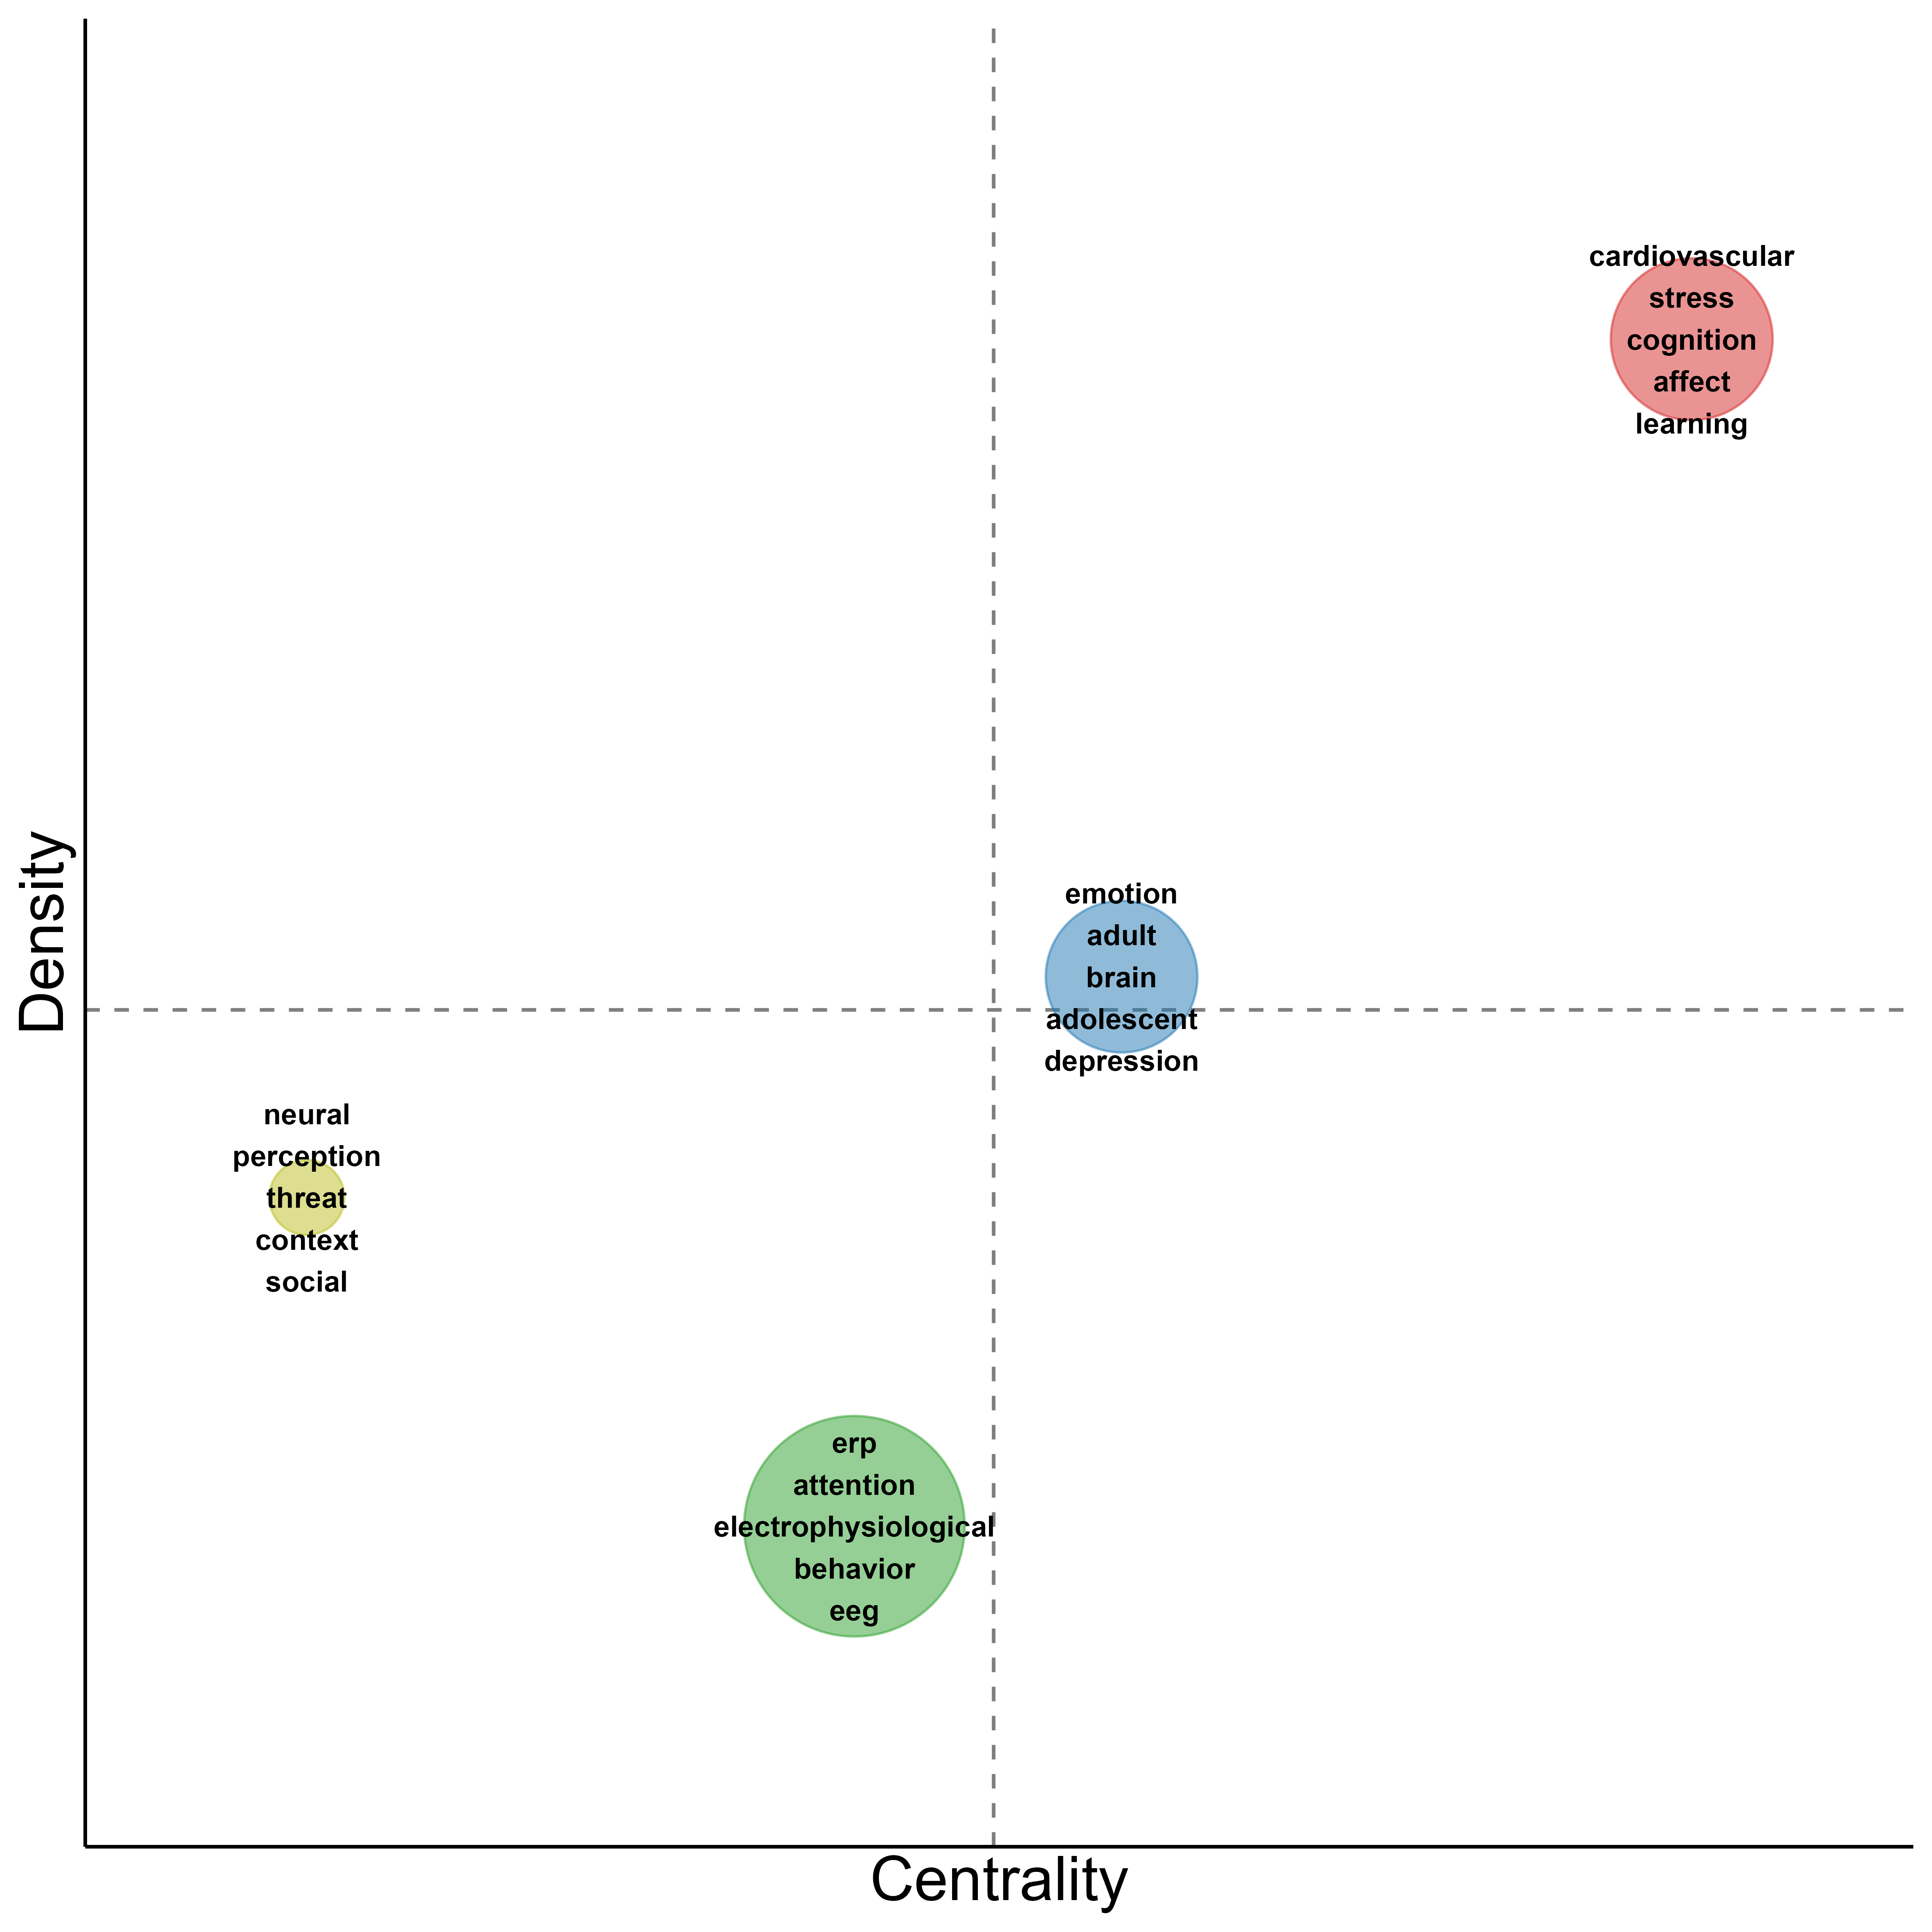 cardiovascular
stress
cognition
affect
learning
emotion
adult
brain
adolescent
depression
neural
perception
threat
context
social
erp
attention
electrophysiological
behavior
eeg
Density
Centrality